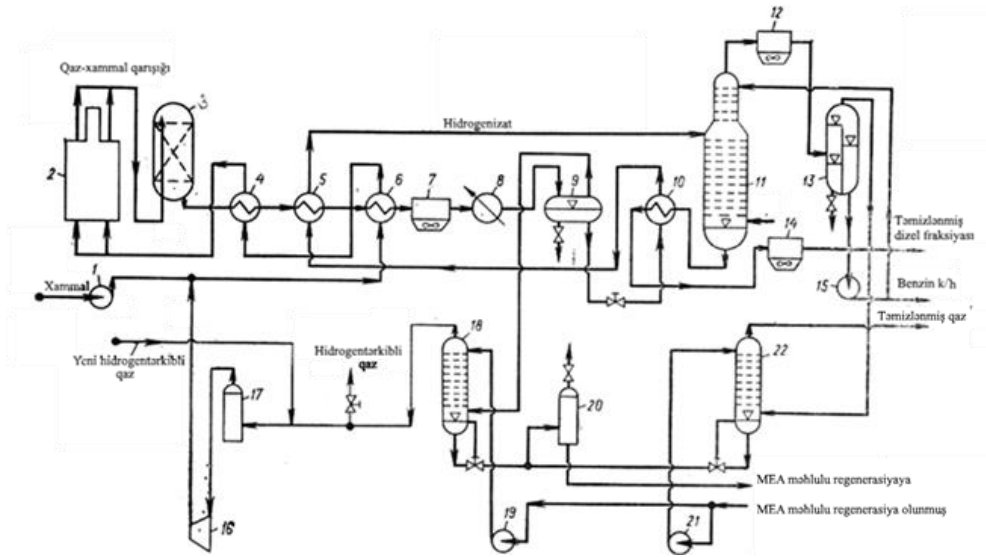 12
Qaz-xammal qarışığı
3
Hidrogenizat
2
4
5
6
7
8
9
10
11
13
14
Təmizlənmiş
dizel fraksiyası
1
Xammal
15
Benzin k/h
Təmizlənmiş qaz
18
22
Hidrogentərkibli
qaz
Yeni hidrogentərkibli
qaz
17
20
MEA məhlulu regenerasiyaya
MEA məhlulu regenerasiya olunmuş
16
19
21